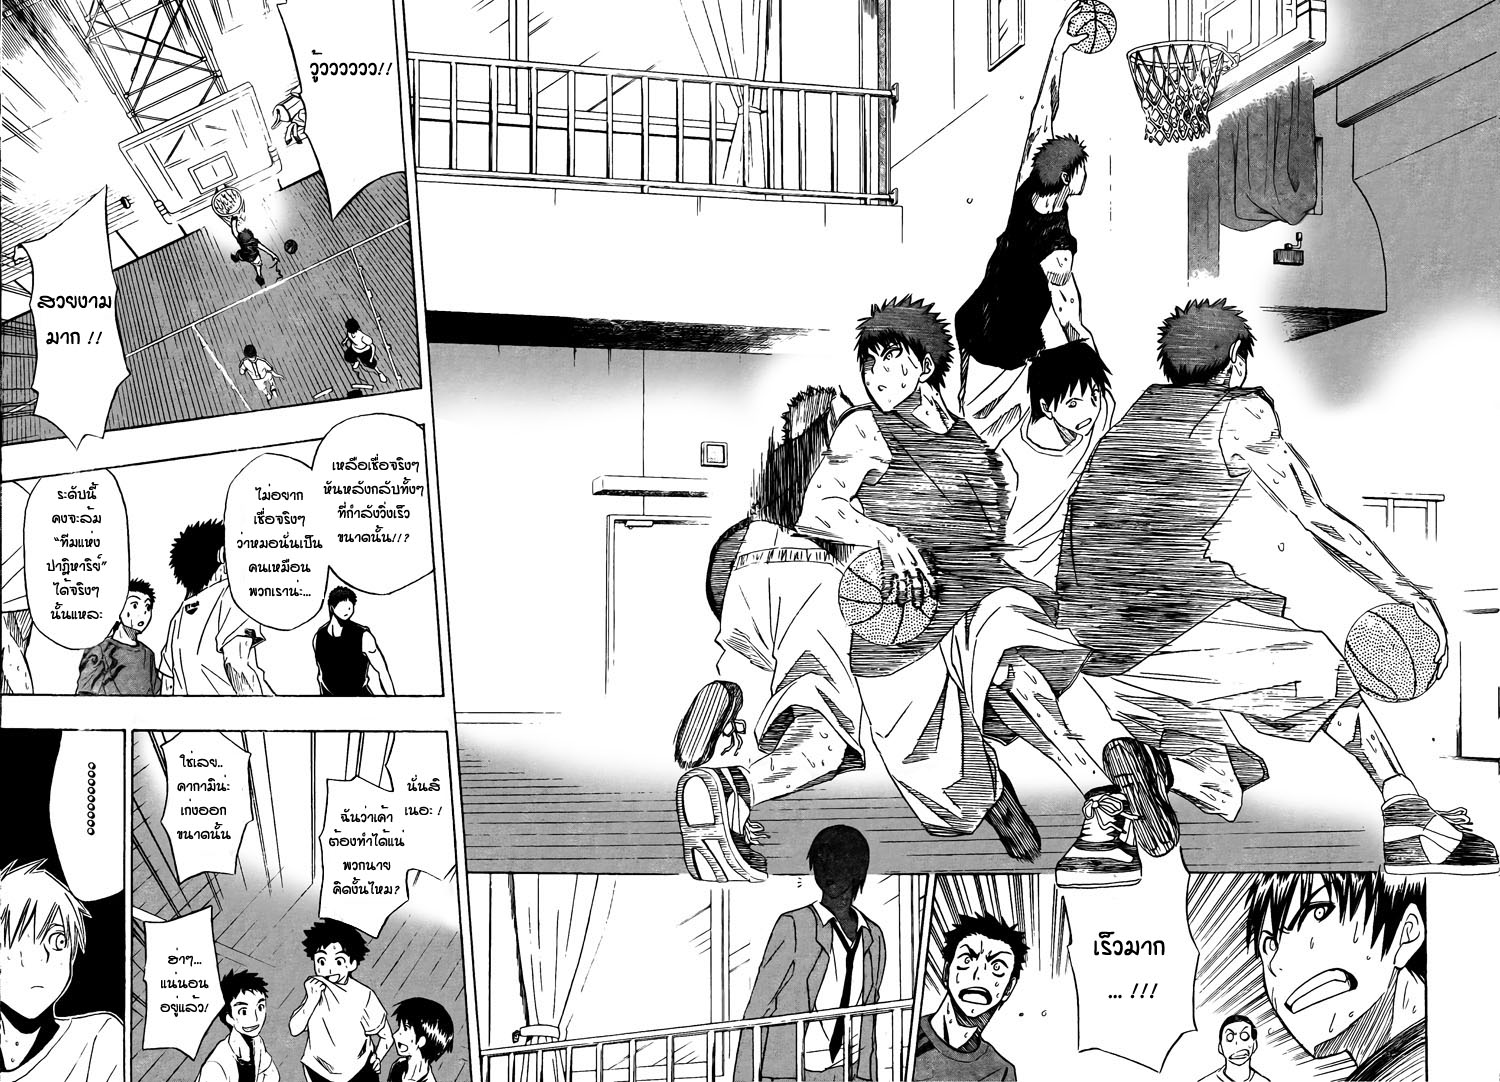 เร็วมาก
... !!!
วู้วววววว!!
สวยงาม
มาก !!
เหลือเชื่อจริงๆ
หันหลังกลับทั้งๆ
ที่กำลังวิ่งเร็ว
ขนาดนั้น!!?
ไม่อยาก
เชื่อจริงๆ
ว่าหมอนั่นเป็น
คนเหมือน
พวกเราน่ะ...
ระดับนี้
คงจะล้ม
"ทีมแห่ง
ปาฏิหาริย์"
ได้จริงๆ
นั้นแหละ
นั่นสิ
เนอะ!
ฉันว่าเค้า
ต้องทำได้แน่
พวกนาย
คิดงั้นไหม?
ใช่เลย..
คากามิน่ะ
เก่งออก
ขนาดนั้น
ฮ่าๆ...
แน่นอน
อยู่แล้ว!